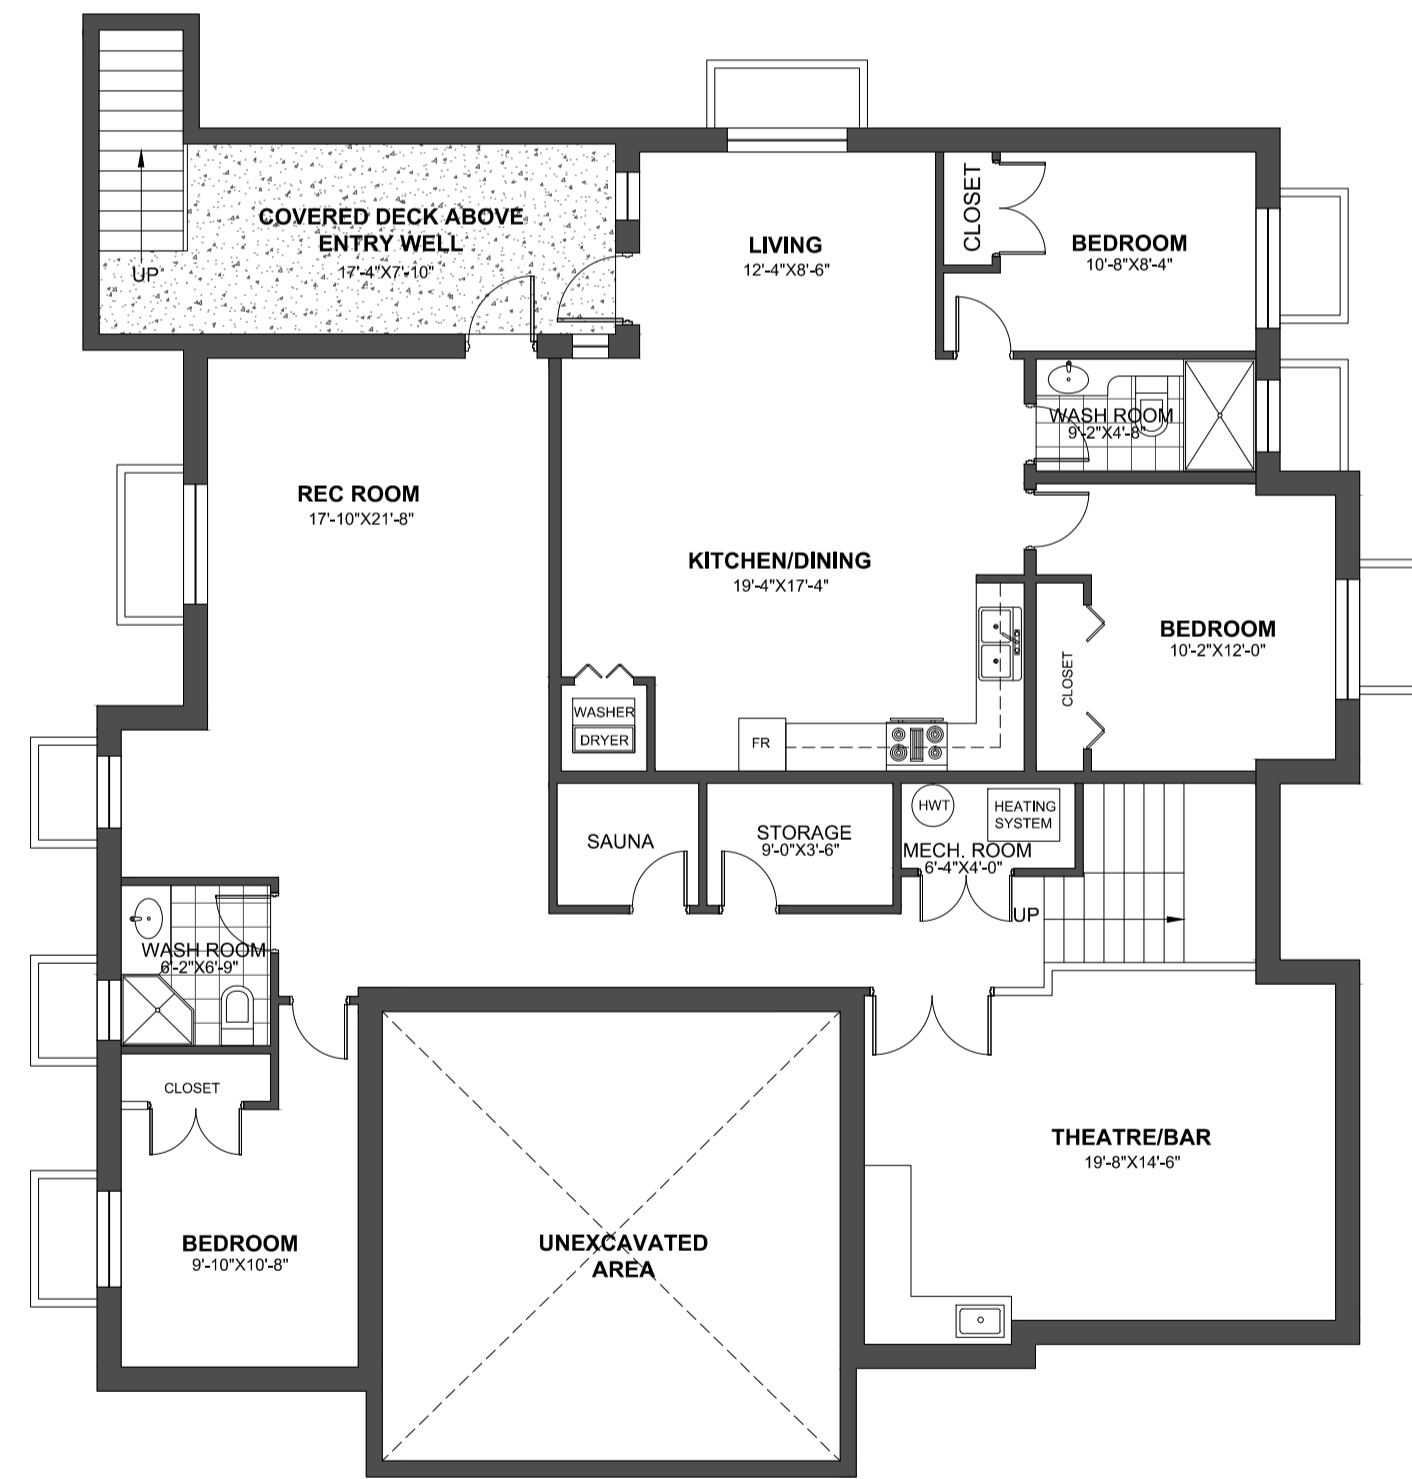 COVERED DECK ABOVE
ENTRY WELL
17'-4"X7'-10"
UP
LIVING
12'-4"X8'-6"
CLOSET
BEDROOM
10'-8"X8'-4"
WASH ROOM
9'-2"X4'-8"
REC ROOM
17'-10"X21'-8"
KITCHEN/DINING
19'-4"X17'-4"
BEDROOM
10'-2"X12'-0"
CLOSET
WASHER
DRYER
FR
SAUNA
STORAGE
9'-0"X3'-6"
HWT
HEATING
SYSTEM
MECH. ROOM
6'-4"X4'-0"
UP
WASH ROOM
6'-2"X6'-9"
CLOSET
BEDROOM
9'-10"X10'-8"
UNEXCAVATED
AREA
THEATRE/BAR
19'-8"X14'-6"